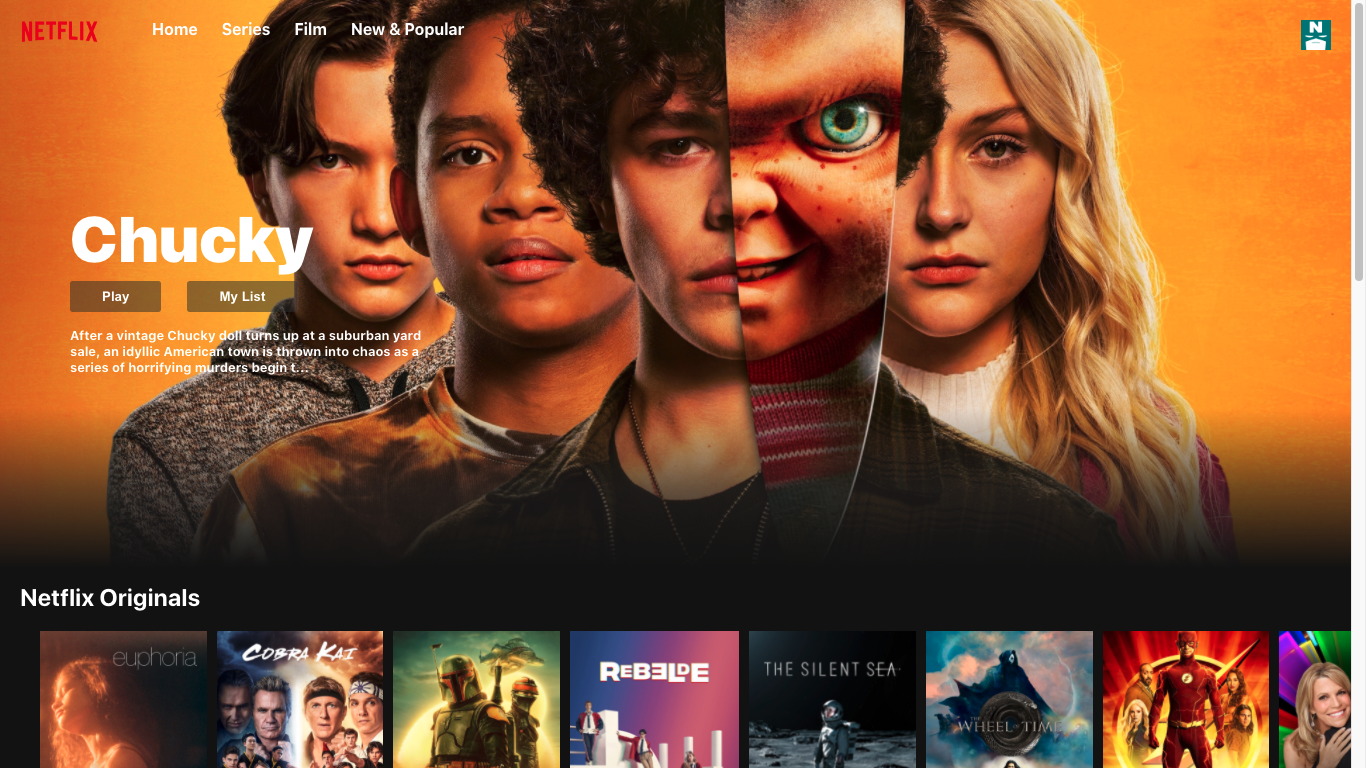 NETFLIX
Home
Series
Film
New & Popular
N
Chucky
Play
My List
After a vintage Chucky doll turns up at a suburban yard
sale, an idyllic American town is thrown into chaos as a
series of horrifying murders begin t...
Netflix Originals
euphoria
COBRA KAI
REBELDE
THE SILENT SEA
THE
WHEEL OF TIME